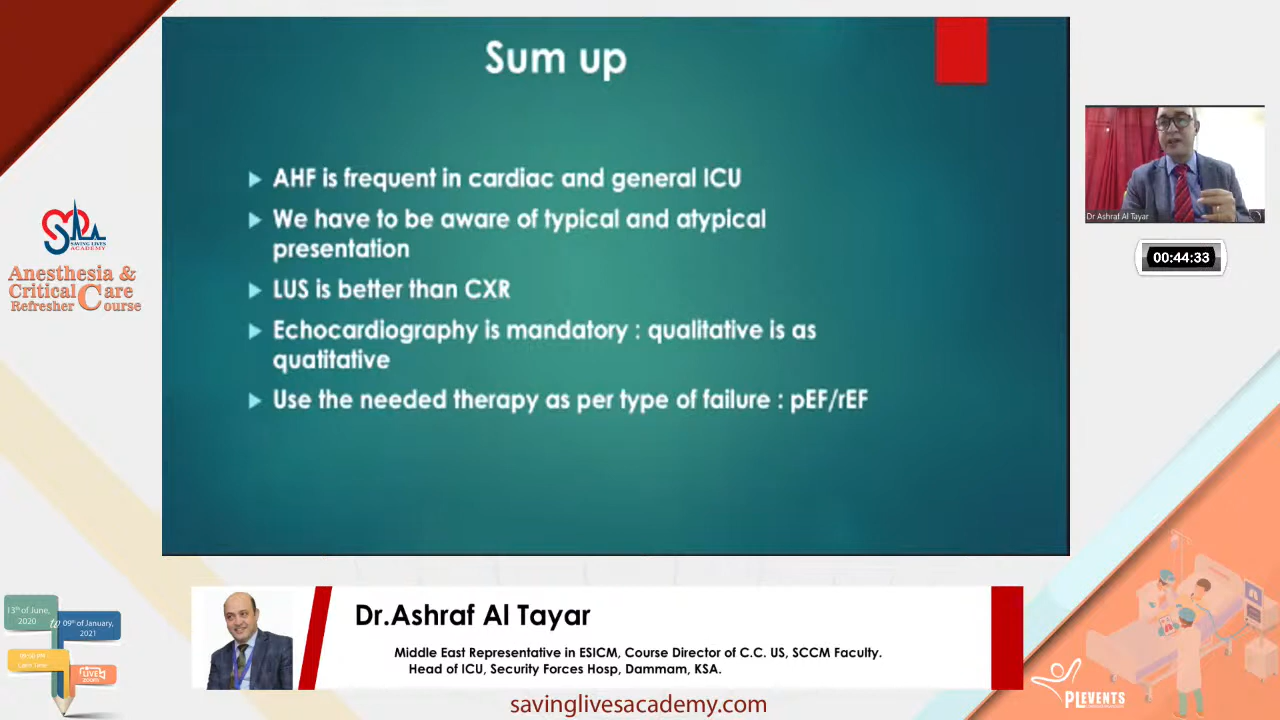 Sum up
AHF is frequent in cardiac and general ICU
We have to be aware of typical and atypical
presentation
LUS is better than CXR
Echocardiography is mandatory : qualitative is as
quatitative
Use the needed therapy as per type of failure : pEF/rEF
Dr Ashraf Al Tayar
00:44:33
SAVING LIVES
ACADEMY
Anesthesia &
Critical Care
Refresher Course
13th of June,
2020
to
09th of January,
2021
LIVE
Dr.Ashraf Al Tayar
Middle East Representative in ESICM, Course Director of C.C. US, SCCM Faculty.
Head of ICU, Security Forces Hosp, Dammam, KSA.
savinglivesacademy.com
PLEVENTS